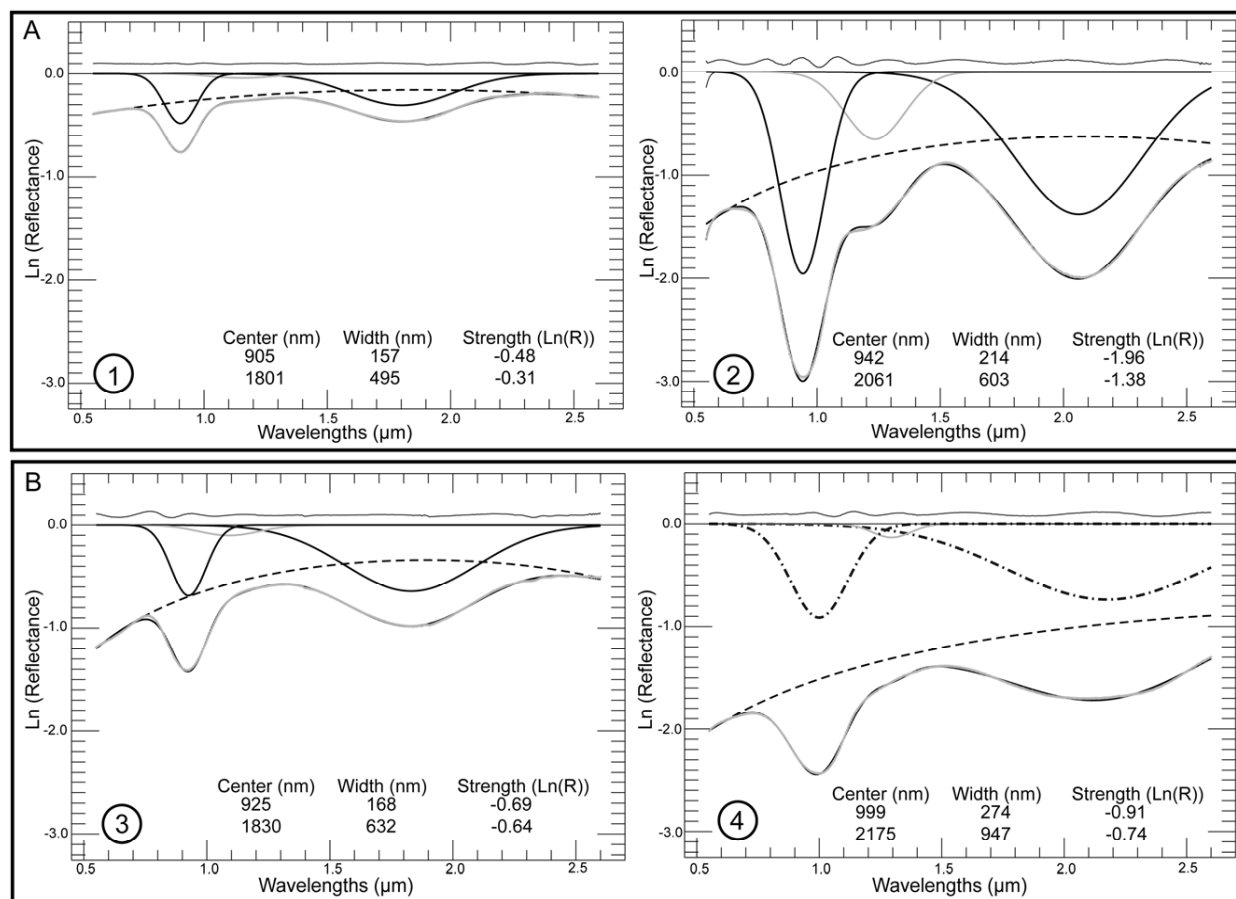 A
Ln (Reflectance)
0.0
-1.0
-2.0
-3.0
Center (nm) Width (nm) Strength (Ln(R))
905 157 -0.48
1801 495 -0.31
1
0.5 1.0 1.5 2.0 2.5
Wavelengths (µm)
Ln (Reflectance)
0.0
-1.0
-2.0
-3.0
Center (nm) Width (nm) Strength (Ln(R))
942 214 -1.96
2061 603 -1.38
2
0.5 1.0 1.5 2.0 2.5
Wavelengths (µm)
B
Ln (Reflectance)
0.0
-1.0
-2.0
-3.0
Center (nm) Width (nm) Strength (Ln(R))
925 168 -0.69
1830 632 -0.64
3
0.5 1.0 1.5 2.0 2.5
Wavelengths (µm)
Ln (Reflectance)
0.0
-1.0
-2.0
-3.0
Center (nm) Width (nm) Strength (Ln(R))
999 274 -0.91
2175 947 -0.74
4
0.5 1.0 1.5 2.0 2.5
Wavelengths (µm)